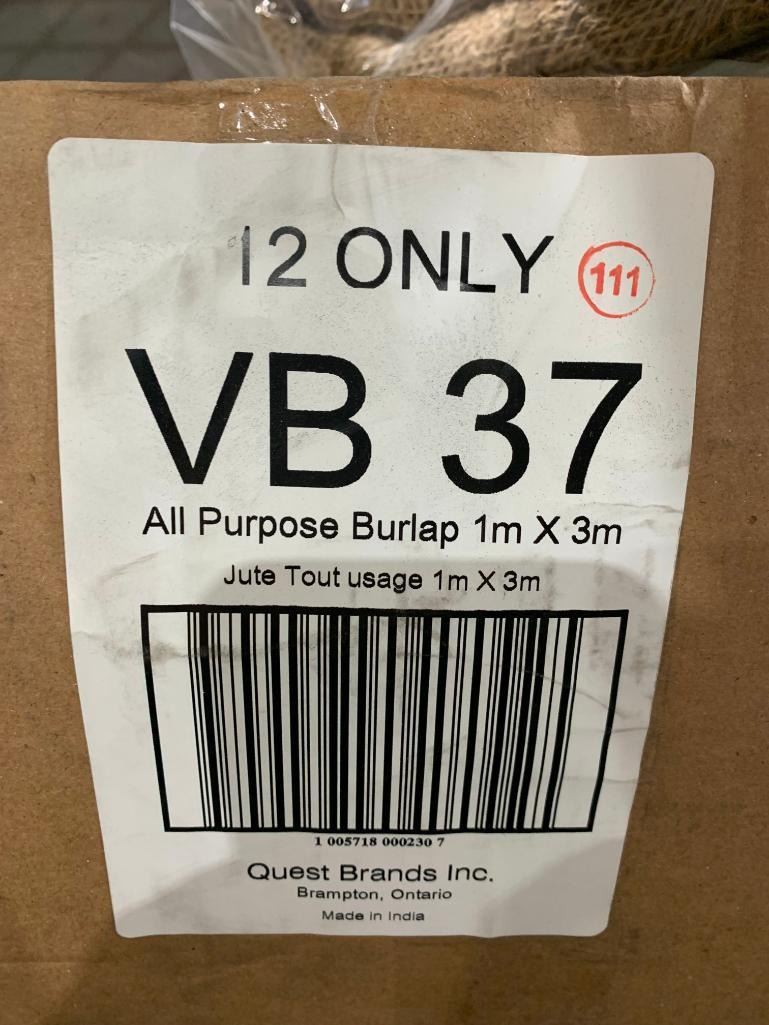 12 ONLY
111
VB 37
All Purpose Burlap 1m X 3m
Jute Tout usage 1m X 3m
1 005718 000230 7
Quest Brands Inc.
Brampton, Ontario
Made in India